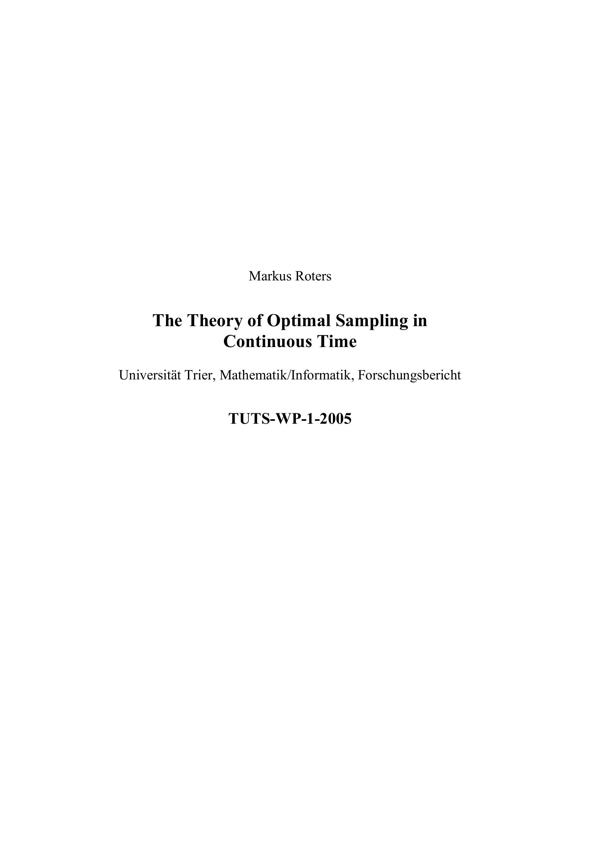 Markus Roters
The Theory of Optimal Sampling in
Continuous Time
Universität Trier, Mathematik/Informatik, Forschungsbericht
TUTS-WP-1-2005